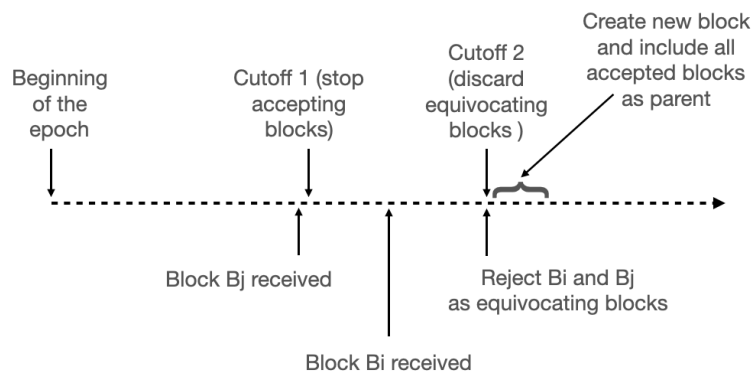 Beginning
of the
epoch
Cutoff 1 (stop
accepting
blocks)
Cutoff 2
(discard
equivocating
blocks )
Create new block
and include all
accepted blocks
as parent
Block Bj received
Block Bi received
Reject Bi and Bj
as equivocating blocks